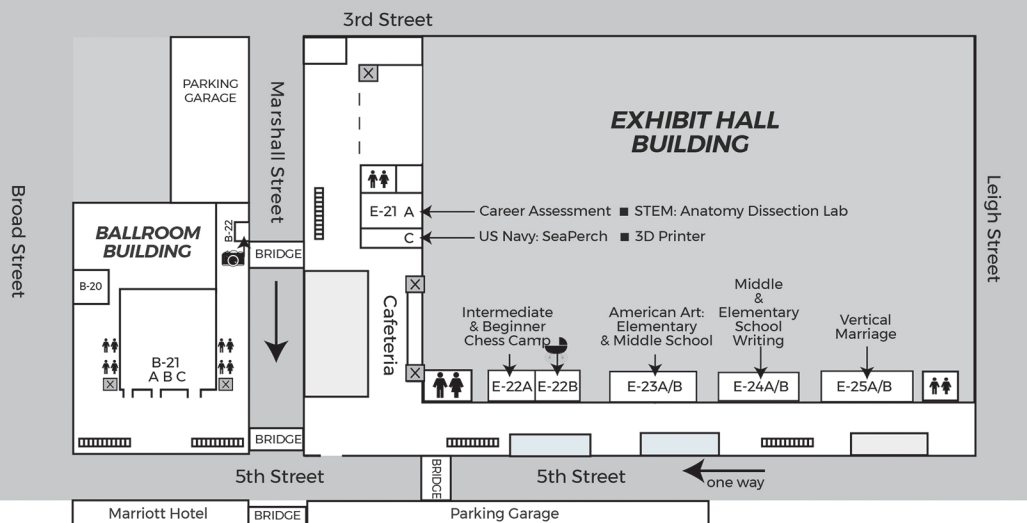 3rd Street
PARKING
GARAGE
Marshall Street
EXHIBIT HALL
BUILDING
Broad Street
Leigh Street
BALLROOM
BUILDING
B-22
BRIDGE
B-20
B-21
A B C
E-21 A
C
Career Assessment ■ STEM: Anatomy Dissection Lab
US Navy: SeaPerch ■ 3D Printer
Cafeteria
Intermediate
& Beginner
Chess Camp
American Art:
Elementary
& Middle School
Middle
&
Elementary
School
Writing
Vertical
Marriage
E-22A
E-22B
E-23A/B
E-24A/B
E-25A/B
BRIDGE
5th Street
BRIDGE
5th Street
one way
Marriott Hotel
BRIDGE
Parking Garage